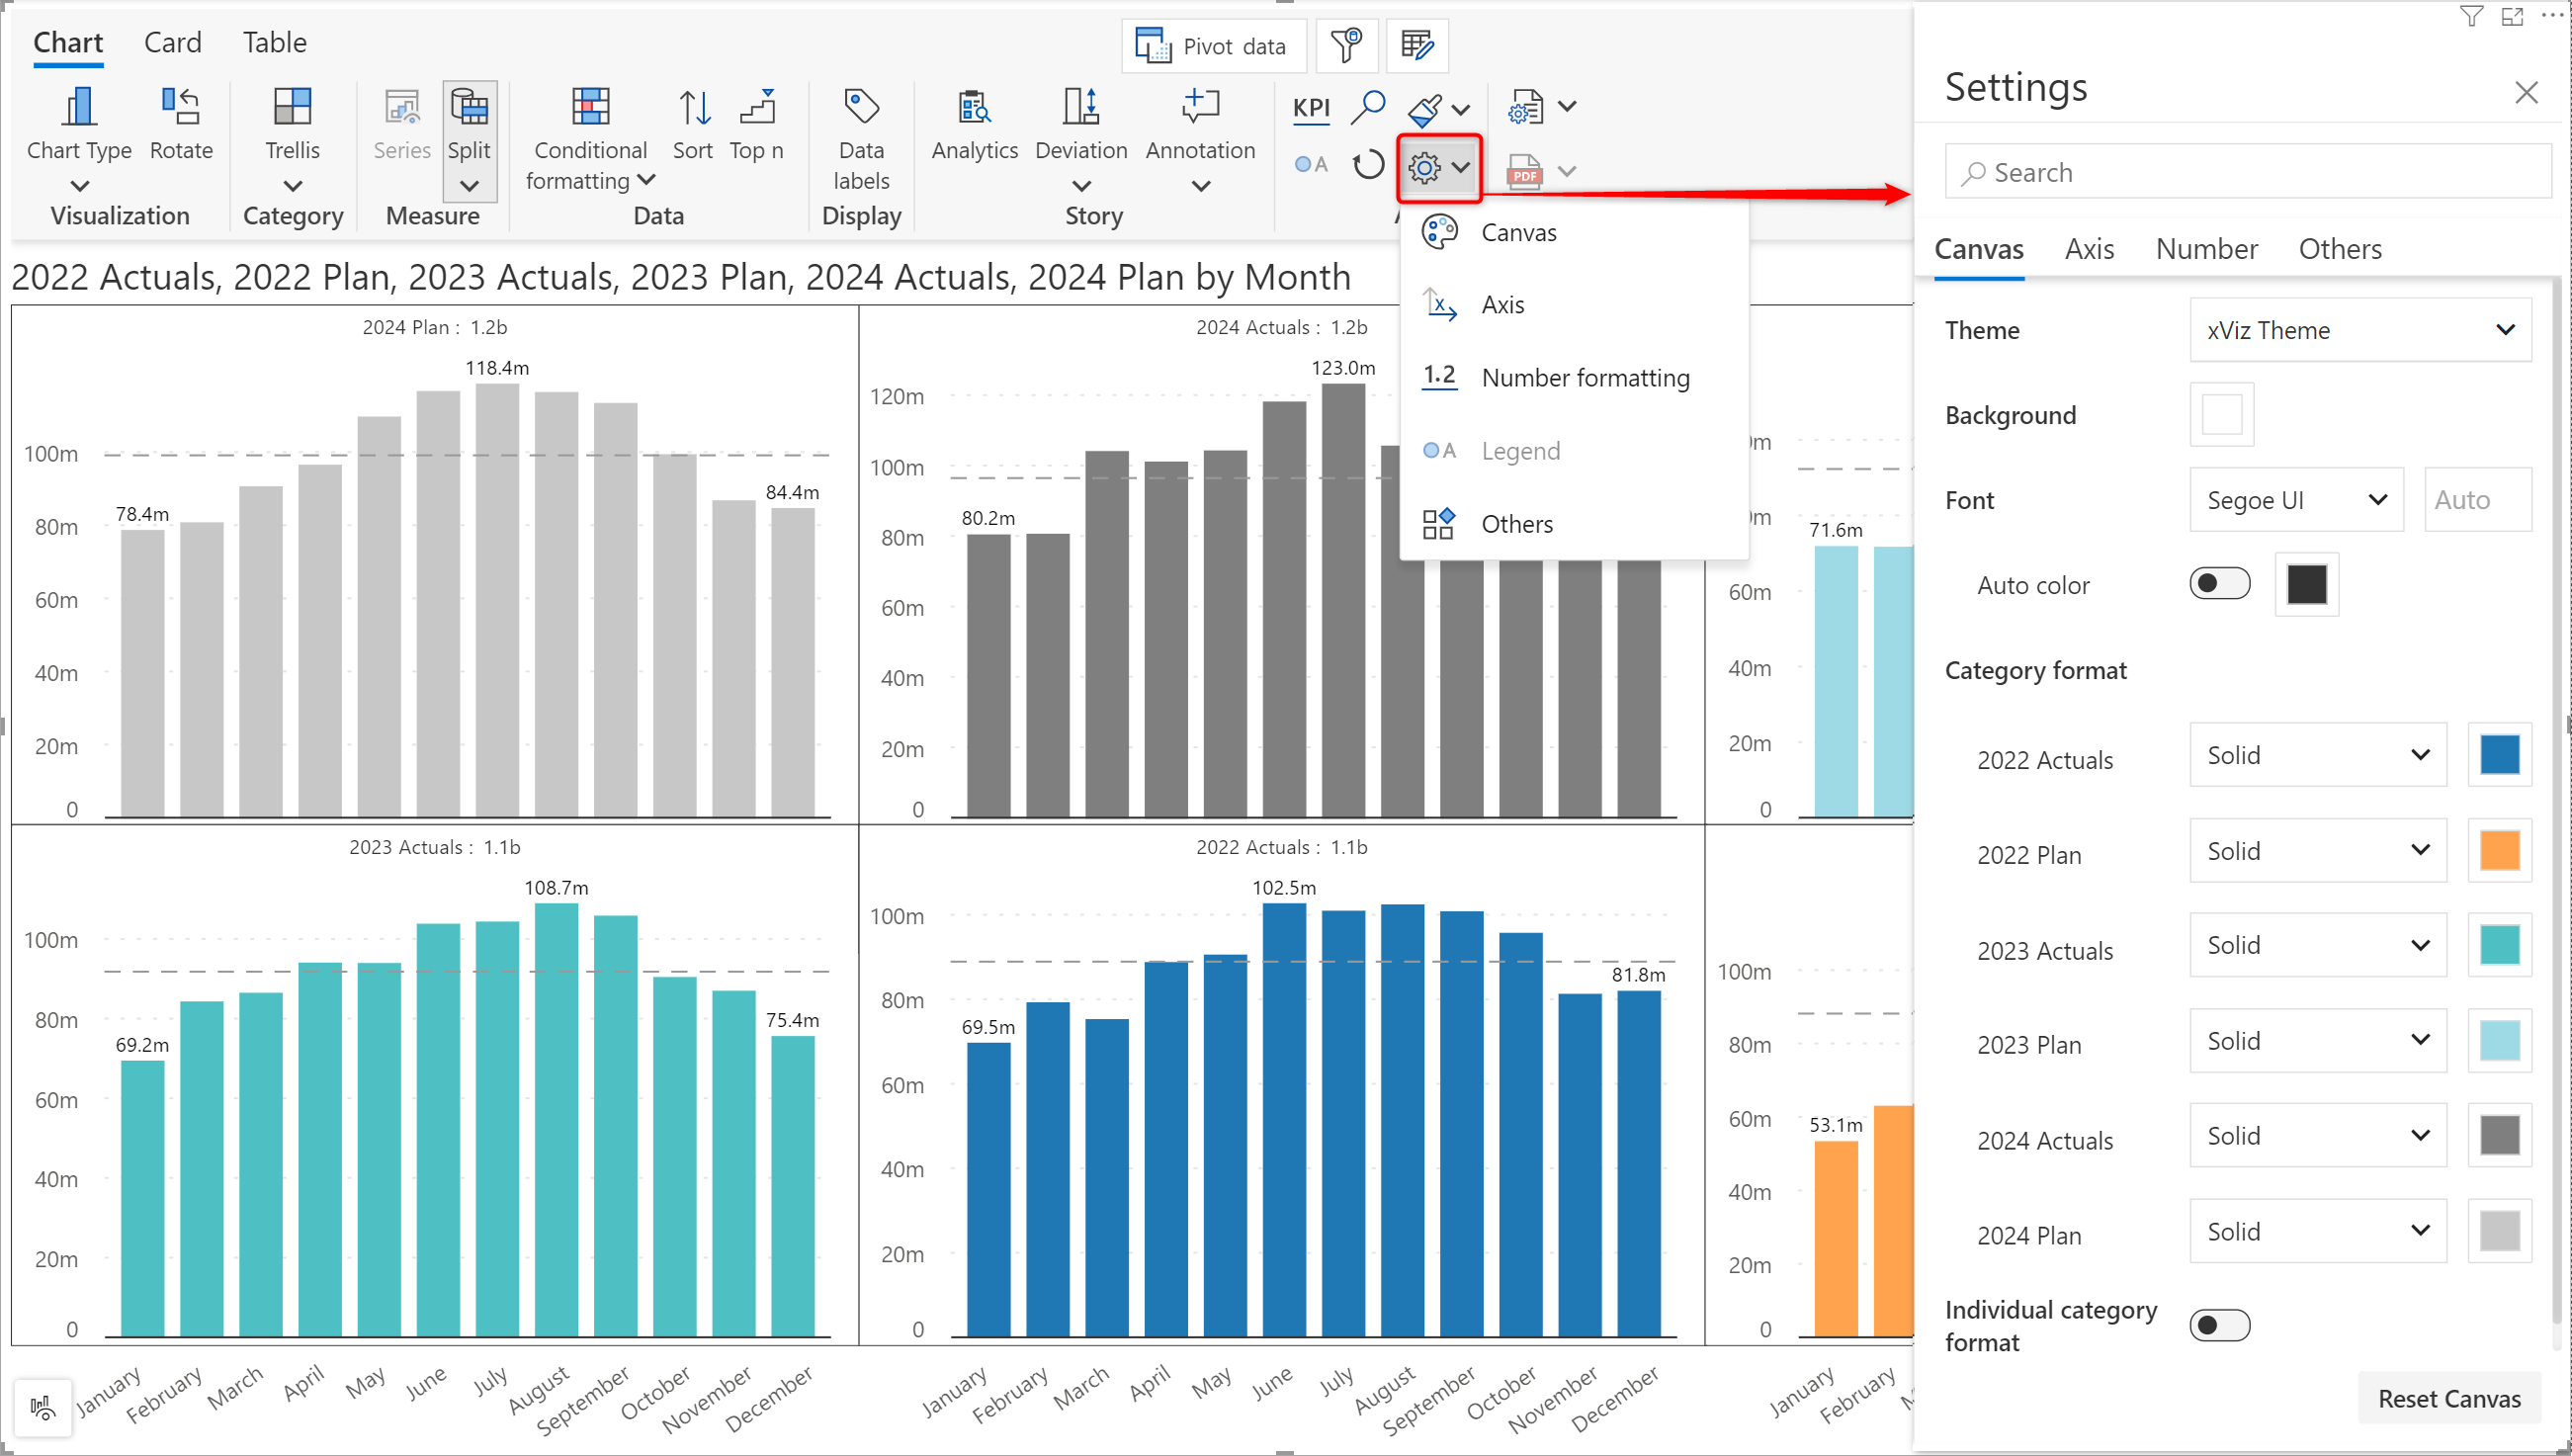 Chart Card Table
Pivot data
Chart Type Rotate
Visualization
Trellis
Category
Series Split
Measure
Conditional
formatting
Sort Top n
Data
Data
labels
Display
Analytics Deviation Annotation
Story
KPI
A
PDF
Canvas
Axis
1.2 Number formatting
A Legend
Others
2022 Actuals, 2022 Plan, 2023 Actuals, 2023 Plan, 2024 Actuals, 2024 Plan by Month
2024 Plan : 1.2b
118.4m
100m
84.4m
78.4m
80m
60m
40m
20m
0
2024 Actuals : 1.2b
123.0m
120m
100m
80.2m
80m
60m
40m
20m
0
71.6m
60m
40m
20m
0
2023 Actuals : 1.1b
108.7m
100m
80m
75.4m
69.2m
60m
40m
20m
0
2022 Actuals : 1.1b
102.5m
100m
81.8m
80m
69.5m
60m
40m
20m
0
100m
80m
60m
53.1m
40m
20m
0
January February March April May June July August September October November December
January February March April May June July August September October November December
January February
Settings
Search
Canvas Axis Number Others
Theme xViz Theme
Background
Font Segoe UI Auto
Auto color
Category format
2022 Actuals Solid
2022 Plan Solid
2023 Actuals Solid
2023 Plan Solid
2024 Actuals Solid
2024 Plan Solid
Individual category
format
Reset Canvas